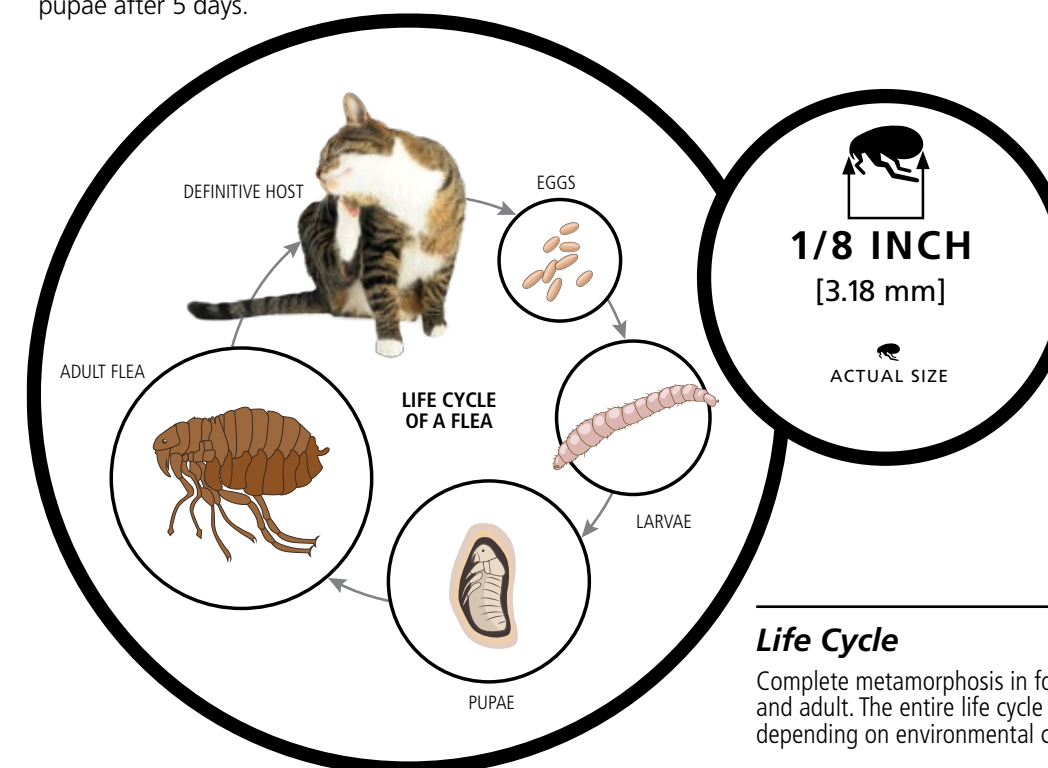 pupae after 5 days.
DEFINITIVE HOST
EGGS
ADULT FLEA
LIFE CYCLE
OF A FLEA
LARVAE
PUPAE
1/8 INCH
[3.18 mm]
ACTUAL SIZE
Life Cycle
Complete metamorphosis in
and adult. The entire life cycle
depending on environmental